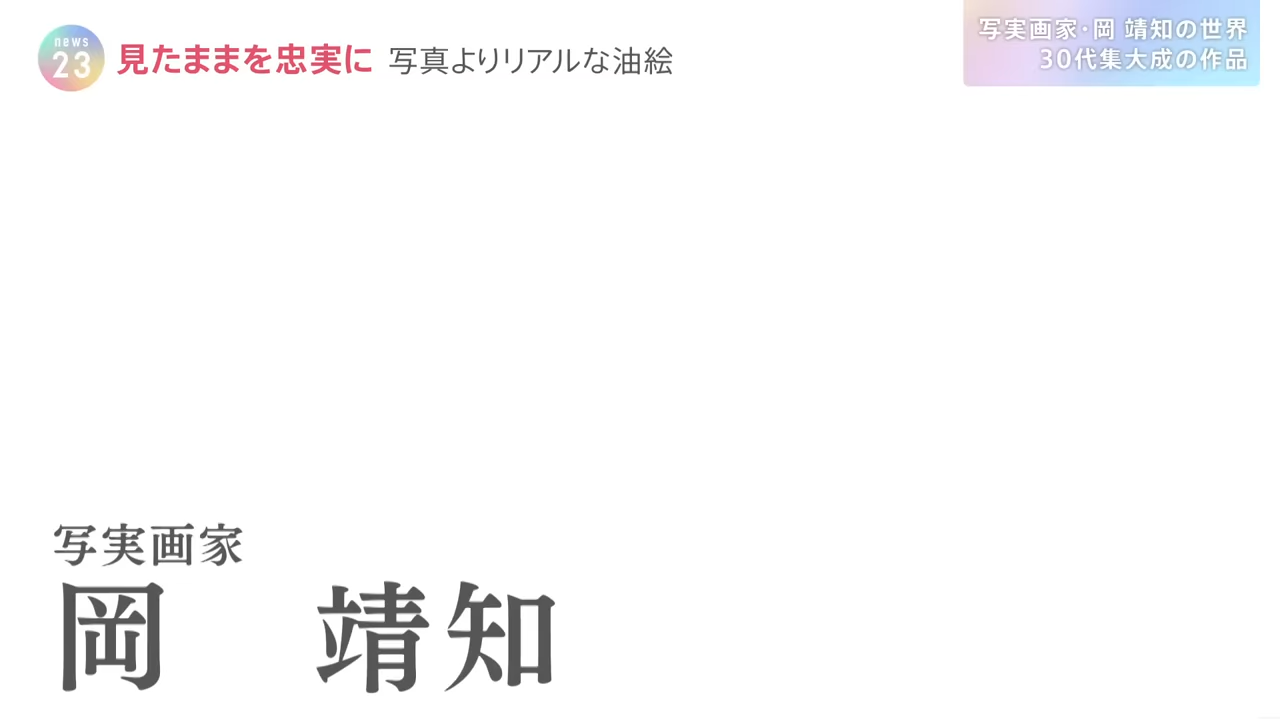 news
23
見たままを忠実に 写真よりリアルな油絵
写実画家・岡 靖知の世界
30代集大成の作品
写実画家
岡 靖知